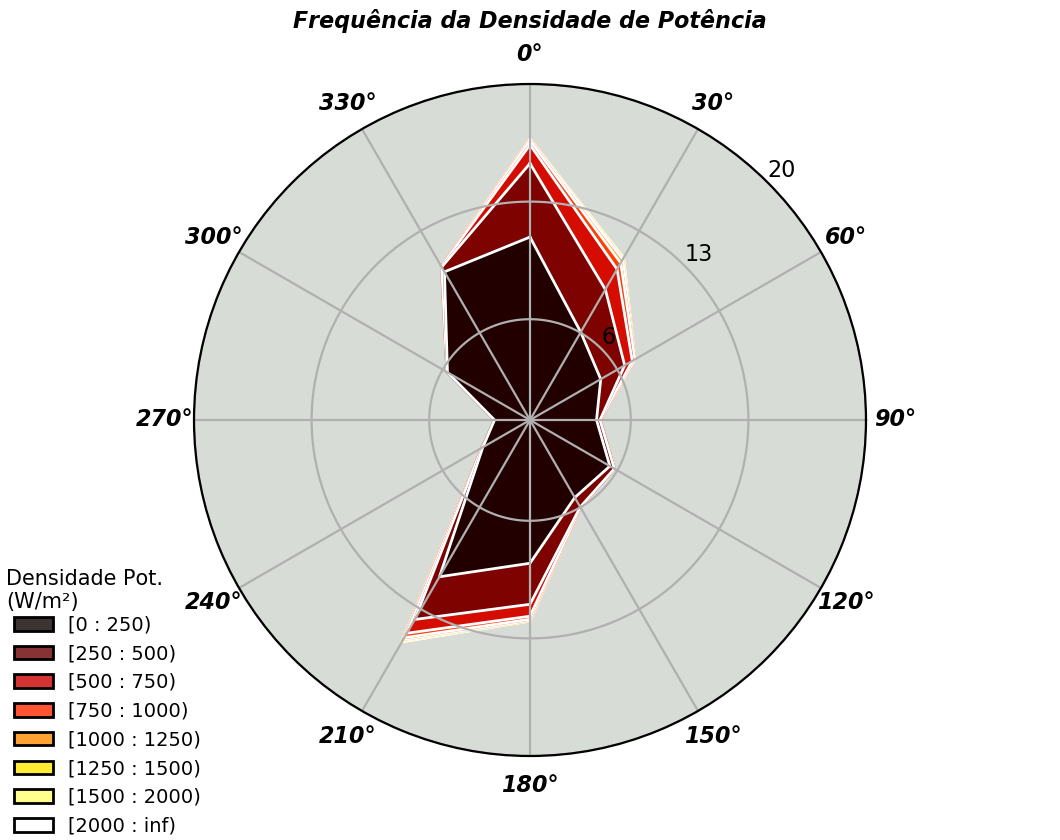 Frequência da Densidade de Potência
0°
330°
30°
20
300°
60°
13
6
270°
90°
240°
120°
210°
150°
180°
Densidade Pot.
(W/m²)
[0 : 250)
[250 : 500)
[500 : 750)
[750 : 1000)
[1000 : 1250)
[1250 : 1500)
[1500 : 2000)
[2000 : inf)